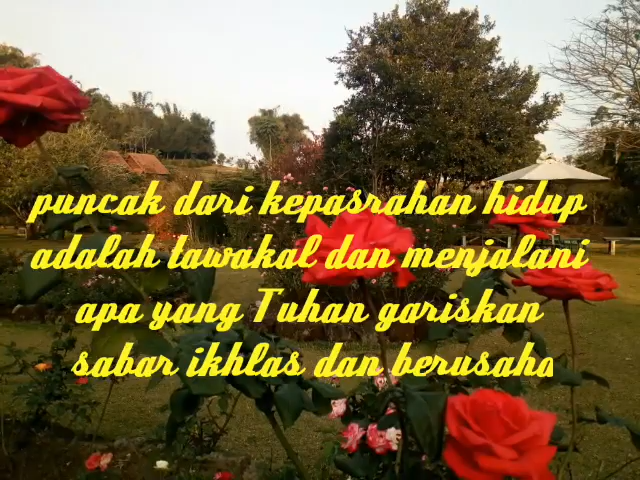 puncak dari kepasrahan hidup
adalah tawakal dan menjalani
apa yang Tuhan gariskan
sabar ikhlas dan berusaha